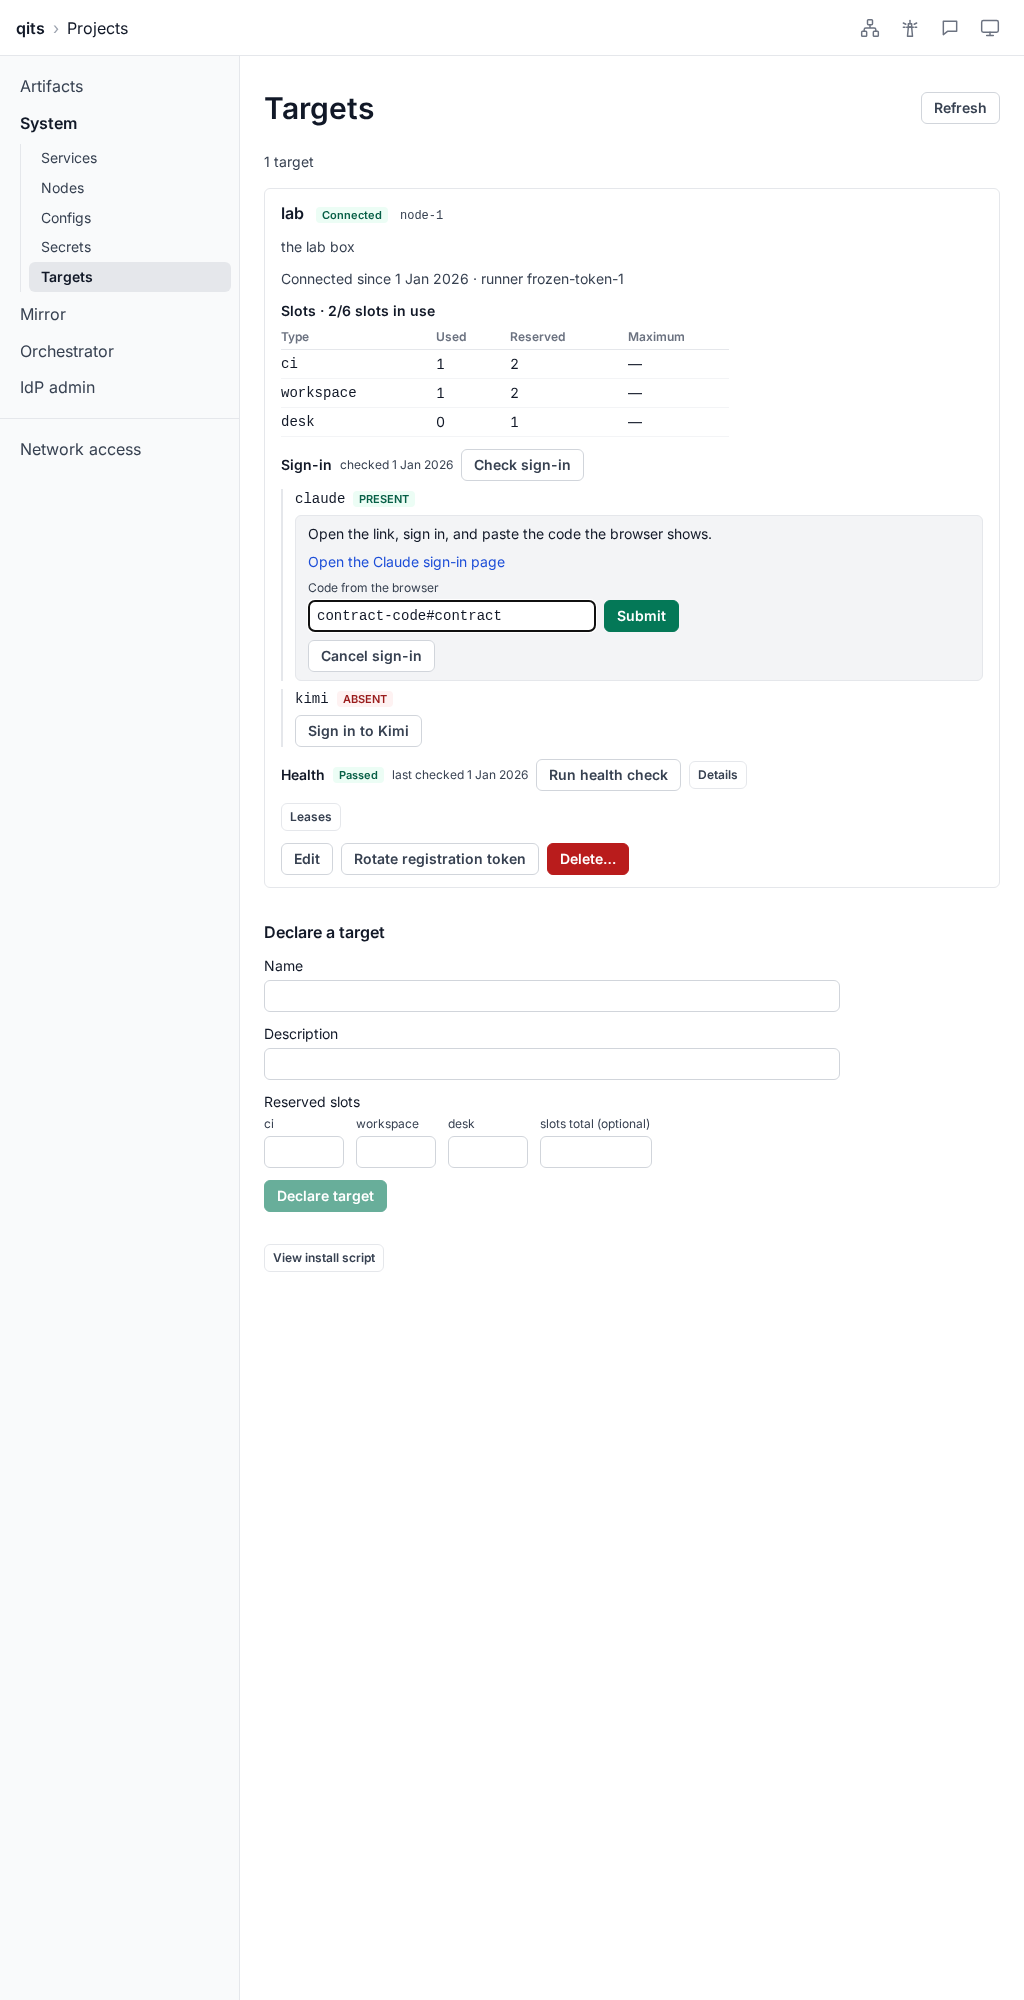 qits › Projects
Artifacts
System
Services
Nodes
Configs
Secrets
Targets
Mirror
Orchestrator
IdP admin
Network access
Targets
Refresh
1 target
lab Connected node-1
the lab box
Connected since 1 Jan 2026 · runner frozen-token-1
Slots · 2/6 slots in use
Type Used Reserved Maximum
ci 1 2 —
workspace 1 2 —
desk 0 1 —
Sign-in checked 1 Jan 2026 Check sign-in
claude PRESENT
Open the link, sign in, and paste the code the browser shows.
Open the Claude sign-in page
Code from the browser
contract-code#contract Submit
Cancel sign-in
kimi ABSENT
Sign in to Kimi
Health Passed last checked 1 Jan 2026 Run health check Details
Leases
Edit Rotate registration token Delete...
Declare a target
Name
Description
Reserved slots
ci workspace desk slots total (optional)
Declare target
View install script